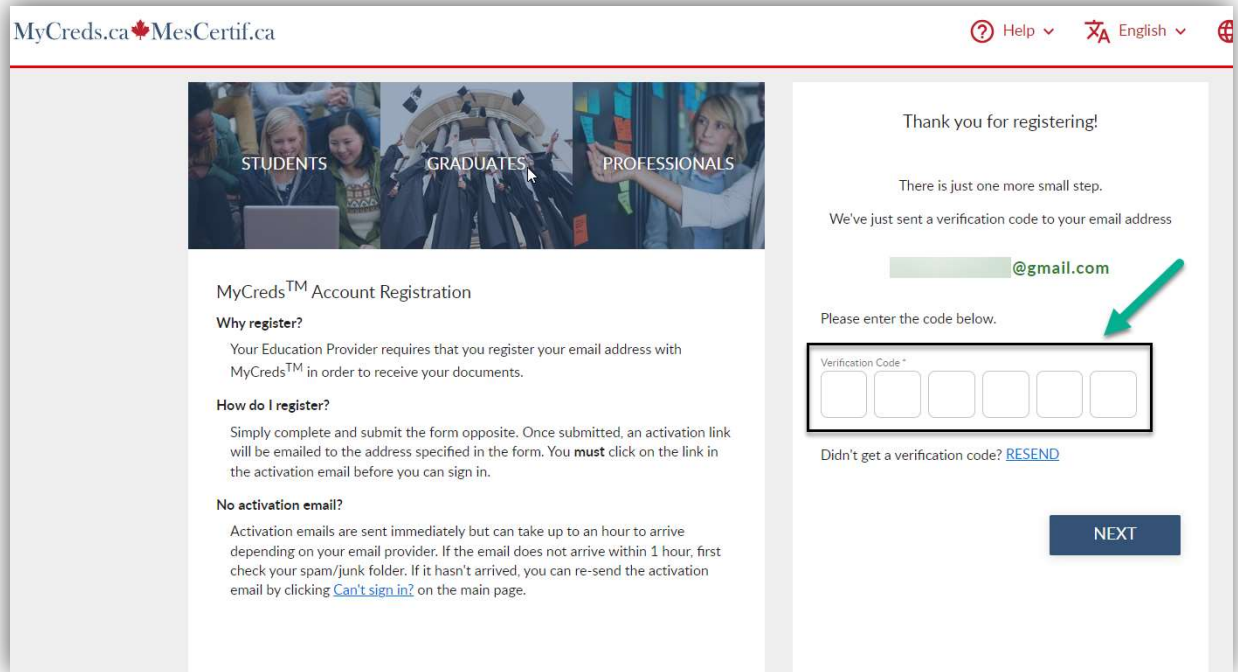 MyCreds.ca MesCertif.ca
Help
English
STUDENTS
GRADUATES
PROFESSIONALS
MyCreds™ Account Registration
Why register?
Your Education Provider requires that you register your email address with
MyCreds™ in order to receive your documents.
How do I register?
Simply complete and submit the form opposite. Once submitted, an activation link
will be emailed to the address specified in the form. You must click on the link in
the activation email before you can sign in.
No activation email?
Activation emails are sent immediately but can take up to an hour to arrive
depending on your email provider. If the email does not arrive within 1 hour, first
check your spam/junk folder. If it hasn't arrived, you can re-send the activation
email by clicking Can't sign in? on the main page.
Thank you for registering!
There is just one more small step.
We've just sent a verification code to your email address
@gmail.com
Please enter the code below.
Verification Code *
Didn't get a verification code? RESEND
NEXT